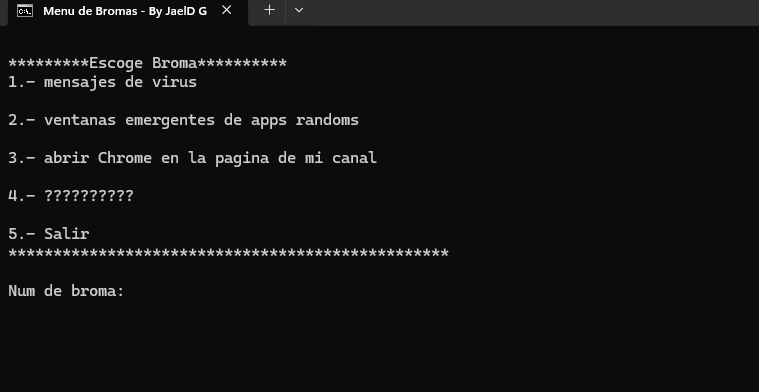 Menu de Bromas - By JaelD G
*********Escoge Broma**********
1.- mensajes de virus
2.- ventanas emergentes de apps randoms
3.- abrir Chrome en la pagina de mi canal
4.- ??????????
5.- Salir
*************************************************
Num de broma: